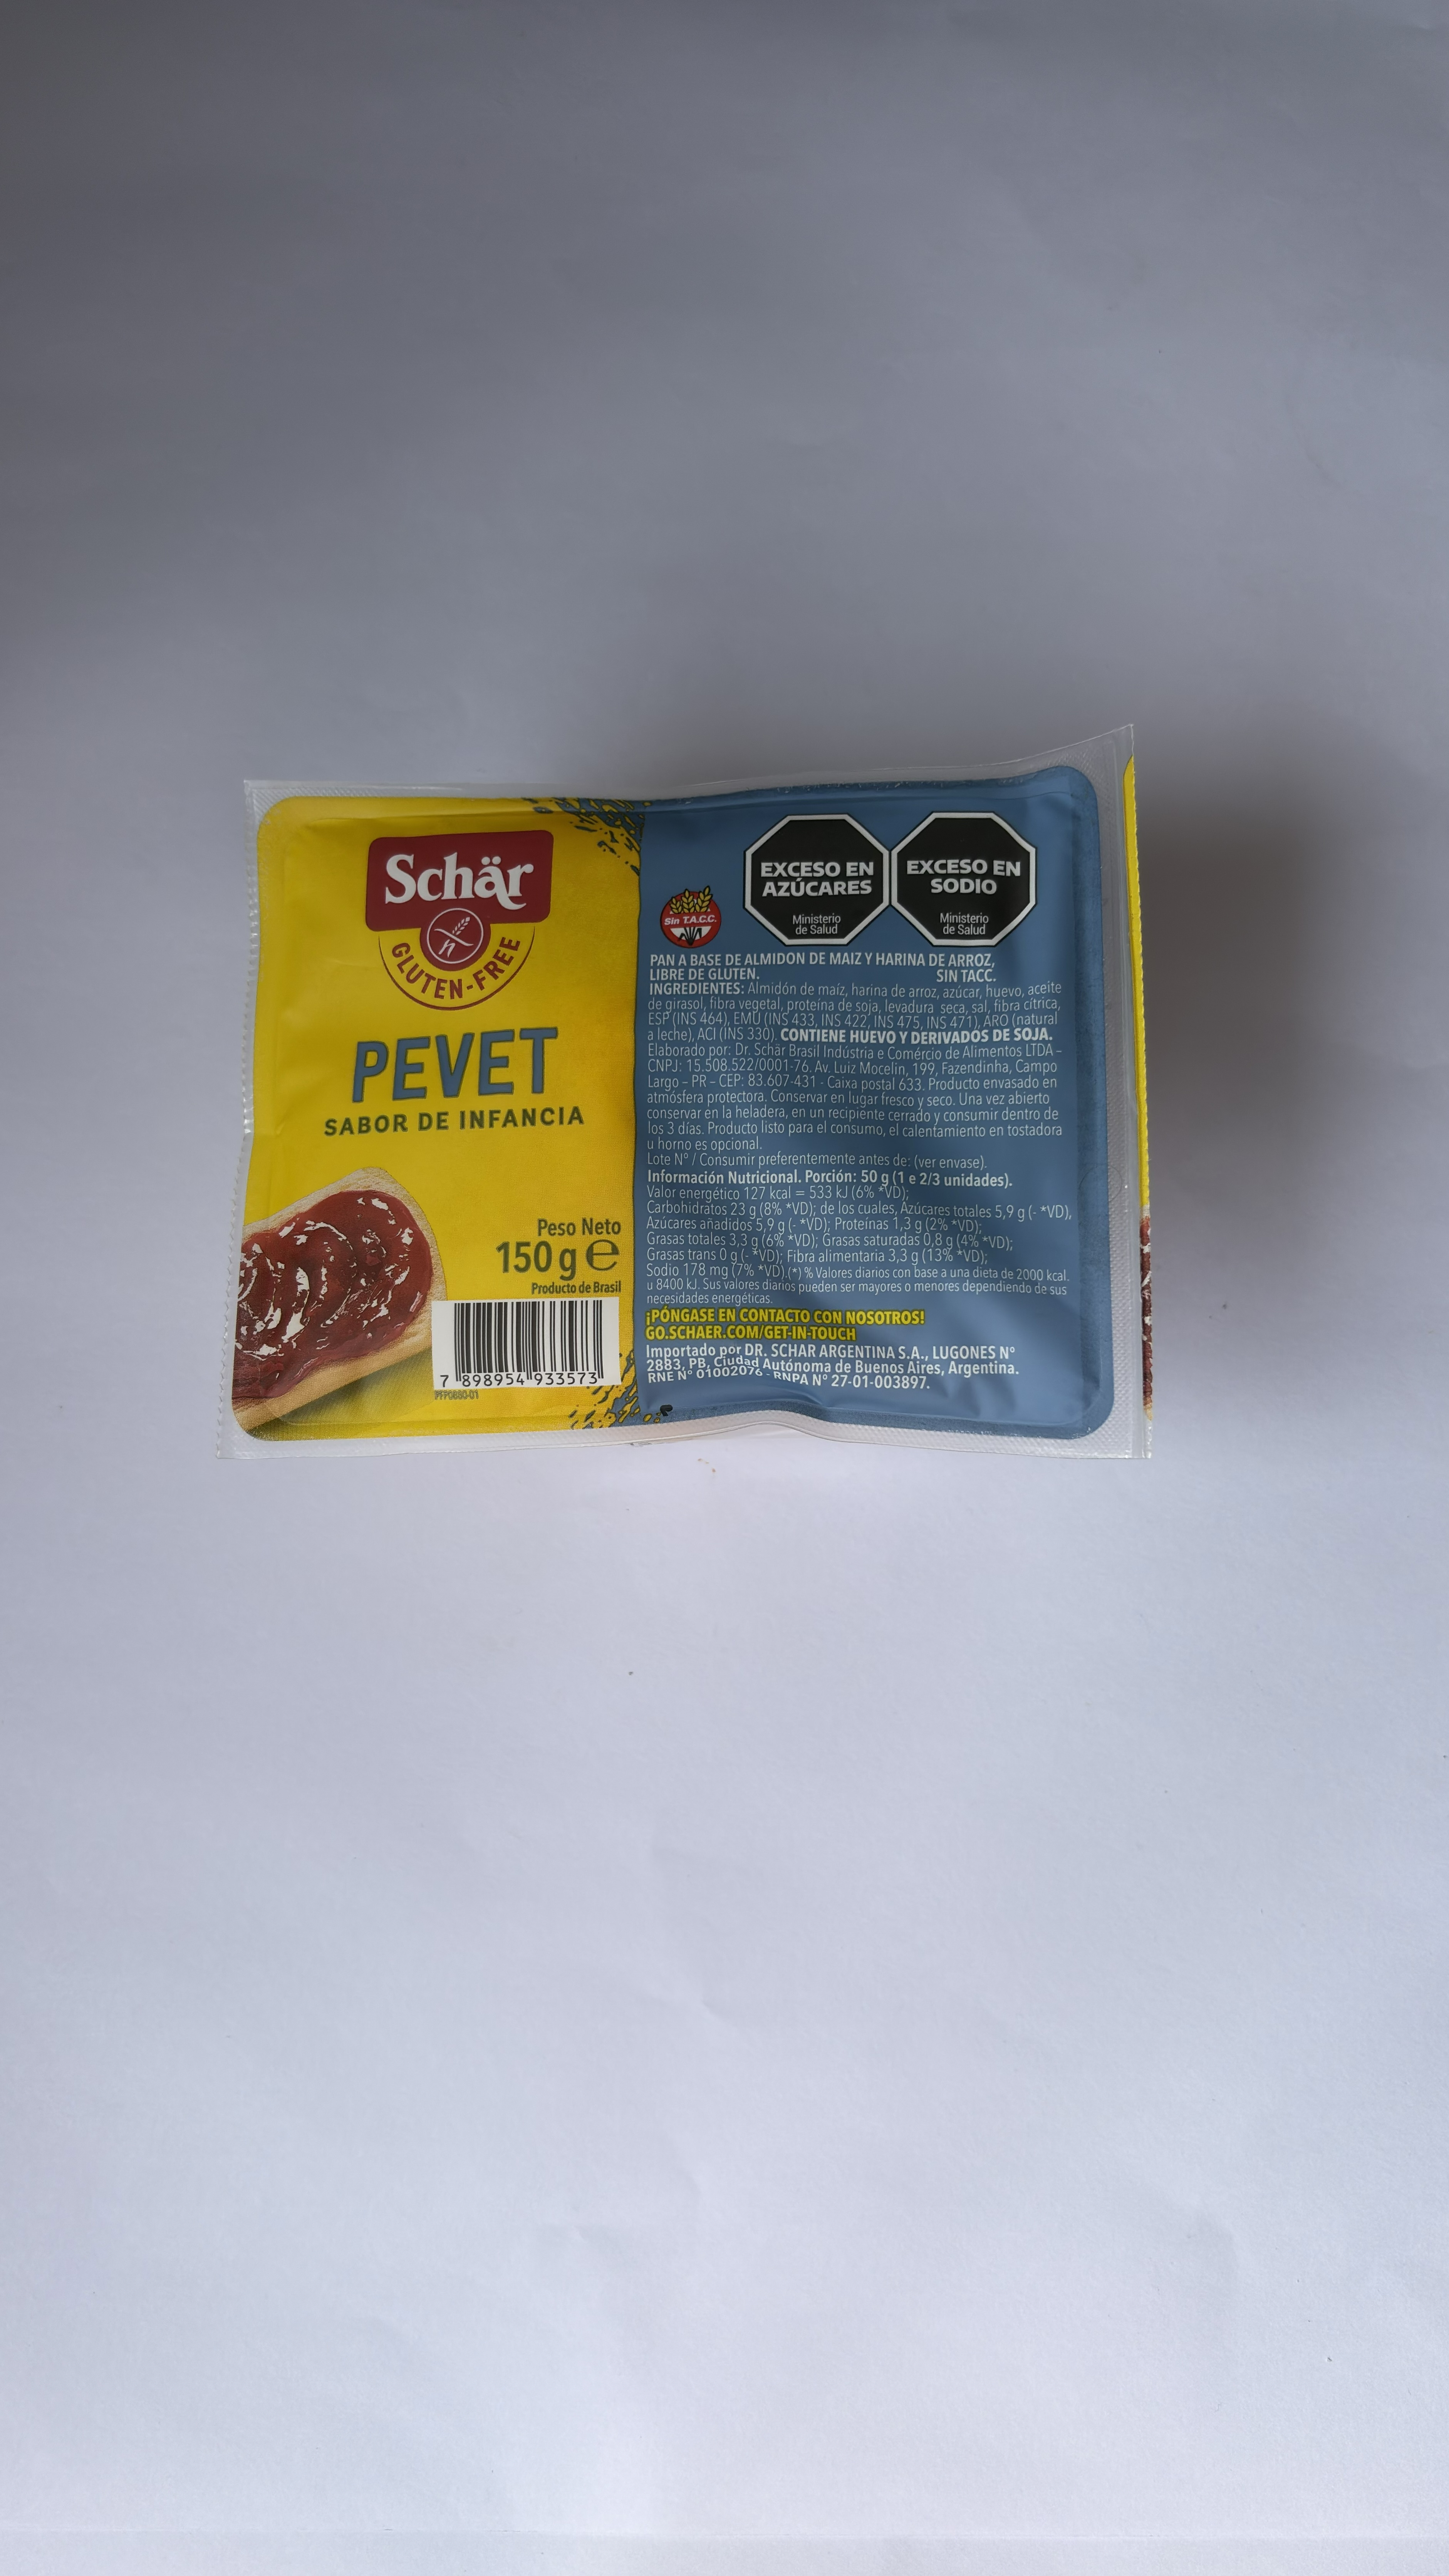 Schär
GLUTEN-FREE
PEVET
SABOR DE INFANCIA
Peso Neto
150 g ℮
Producto de Brasil
7 898954 933573
PFP0880-01
EXCESO EN
AZÚCARES
Ministerio
de Salud
EXCESO EN
SODIO
Ministerio
de Salud
Sin T.A.C.C.
PAN A BASE DE ALMIDON DE MAIZ Y HARINA DE ARROZ,
LIBRE DE GLUTEN. SIN TACC.
INGREDIENTES: Almidón de maíz, harina de arroz, azúcar, huevo, aceite
de girasol, fibra vegetal, proteína de soja, levadura seca, sal, fibra cítrica,
ESP (INS 464), EMU (INS 433, INS 422, INS 475, INS 471), ARO (natural
a leche), ACI (INS 330). CONTIENE HUEVO Y DERIVADOS DE SOJA.
Elaborado por: Dr. Schär Brasil Indústria e Comércio de Alimentos LTDA –
CNPJ: 15.508.522/0001-76. Av. Luiz Mocelin, 199, Fazendinha, Campo
Largo – PR – CEP: 83.607-431 - Caixa postal 633. Producto envasado en
atmósfera protectora. Conservar en lugar fresco y seco. Una vez abierto
conservar en la heladera, en un recipiente cerrado y consumir dentro de
los 3 días. Producto listo para el consumo, el calentamiento en tostadora
u horno es opcional.
Lote N° / Consumir preferentemente antes de: (ver envase).
Información Nutricional. Porción: 50 g (1 e 2/3 unidades).
Valor energético 127 kcal = 533 kJ (6% *VD);
Carbohidratos 23 g (8% *VD); de los cuales, Azúcares totales 5,9 g (- *VD),
Azúcares añadidos 5,9 g (- *VD); Proteínas 1,3 g (2% *VD);
Grasas totales 3,3 g (6% *VD); Grasas saturadas 0,8 g (4% *VD);
Grasas trans 0 g (- *VD); Fibra alimentaria 3,3 g (13% *VD);
Sodio 178 mg (7% *VD).(*) % Valores diarios con base a una dieta de 2000 kcal.
u 8400 kJ. Sus valores diarios pueden ser mayores o menores dependiendo de sus
necesidades energéticas.
¡PÓNGASE EN CONTACTO CON NOSOTROS!
GO.SCHAER.COM/GET-IN-TOUCH
Importado por DR. SCHAR ARGENTINA S.A., LUGONES N°
2883, PB, Ciudad Autónoma de Buenos Aires, Argentina.
RNE N° 01002076 - RNPA N° 27-01-003897.